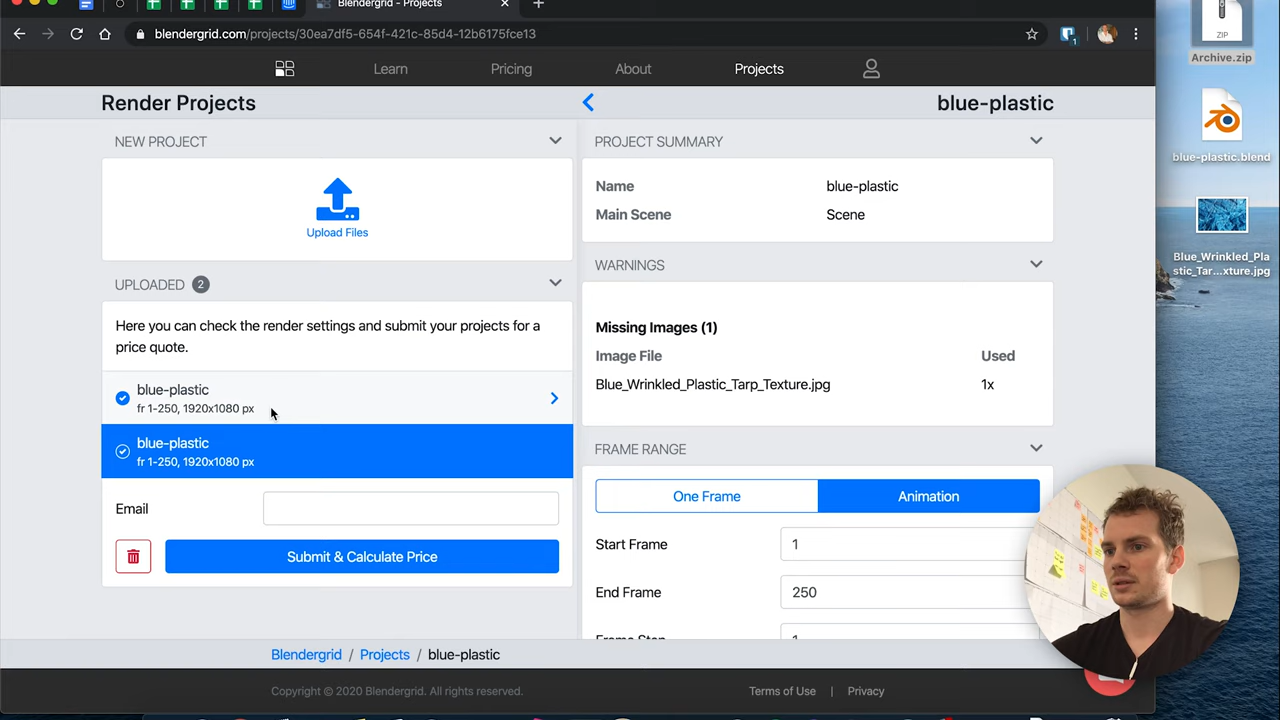 Blendergrid - Projects
blendergrid.com/projects/30ea7df5-654f-421c-85d4-12b6175fce13
1
Learn
Pricing
About
Projects
Render Projects
blue-plastic
NEW PROJECT
Upload Files
UPLOADED 2
Here you can check the render settings and submit your projects for a
price quote.
blue-plastic
fr 1-250, 1920x1080 px
blue-plastic
fr 1-250, 1920x1080 px
Email
Submit & Calculate Price
PROJECT SUMMARY
Name blue-plastic
Main Scene Scene
WARNINGS
Missing Images (1)
Image File Used
Blue_Wrinkled_Plastic_Tarp_Texture.jpg 1x
FRAME RANGE
One Frame Animation
Start Frame 1
End Frame 250
Frame Step 1
Blendergrid / Projects / blue-plastic
Copyright © 2020 Blendergrid. All rights reserved.
Terms of Use | Privacy
ZIP
Archive.zip
blue-plastic.blend
Blue_Wrinkled_Pla
stic_Tar...xture.jpg